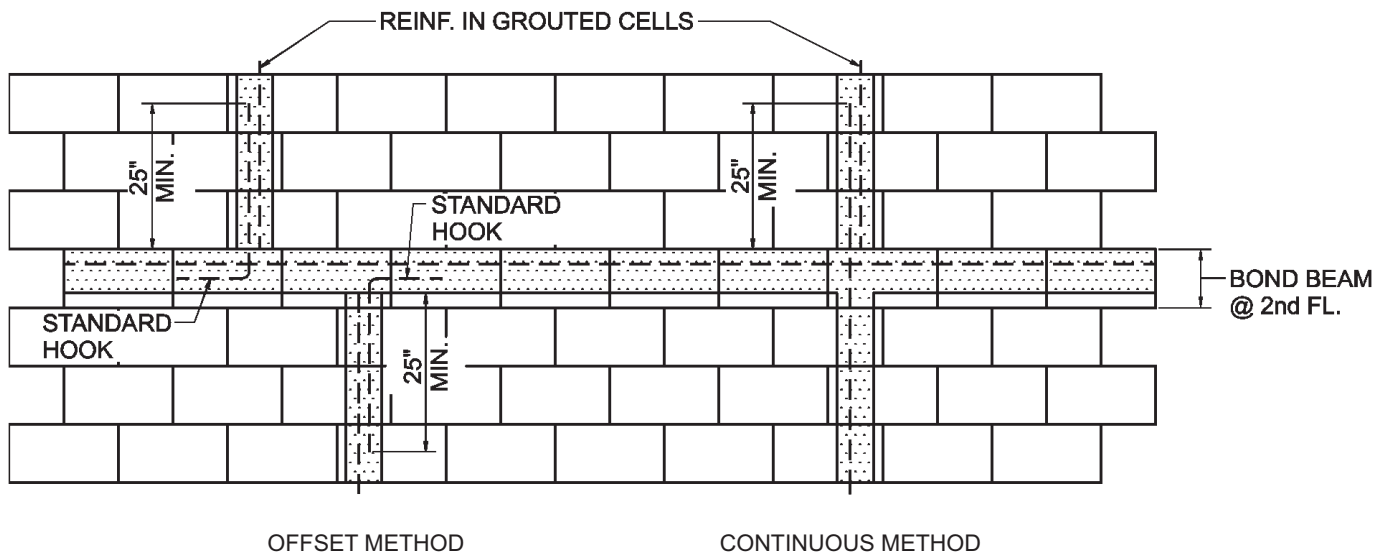 REINF. IN GROUTED CELLS
25"
MIN.
25"
MIN.
STANDARD
HOOK
BOND BEAM
@ 2nd FL.
STANDARD
HOOK
25"
MIN.
OFFSET METHOD
CONTINUOUS METHOD